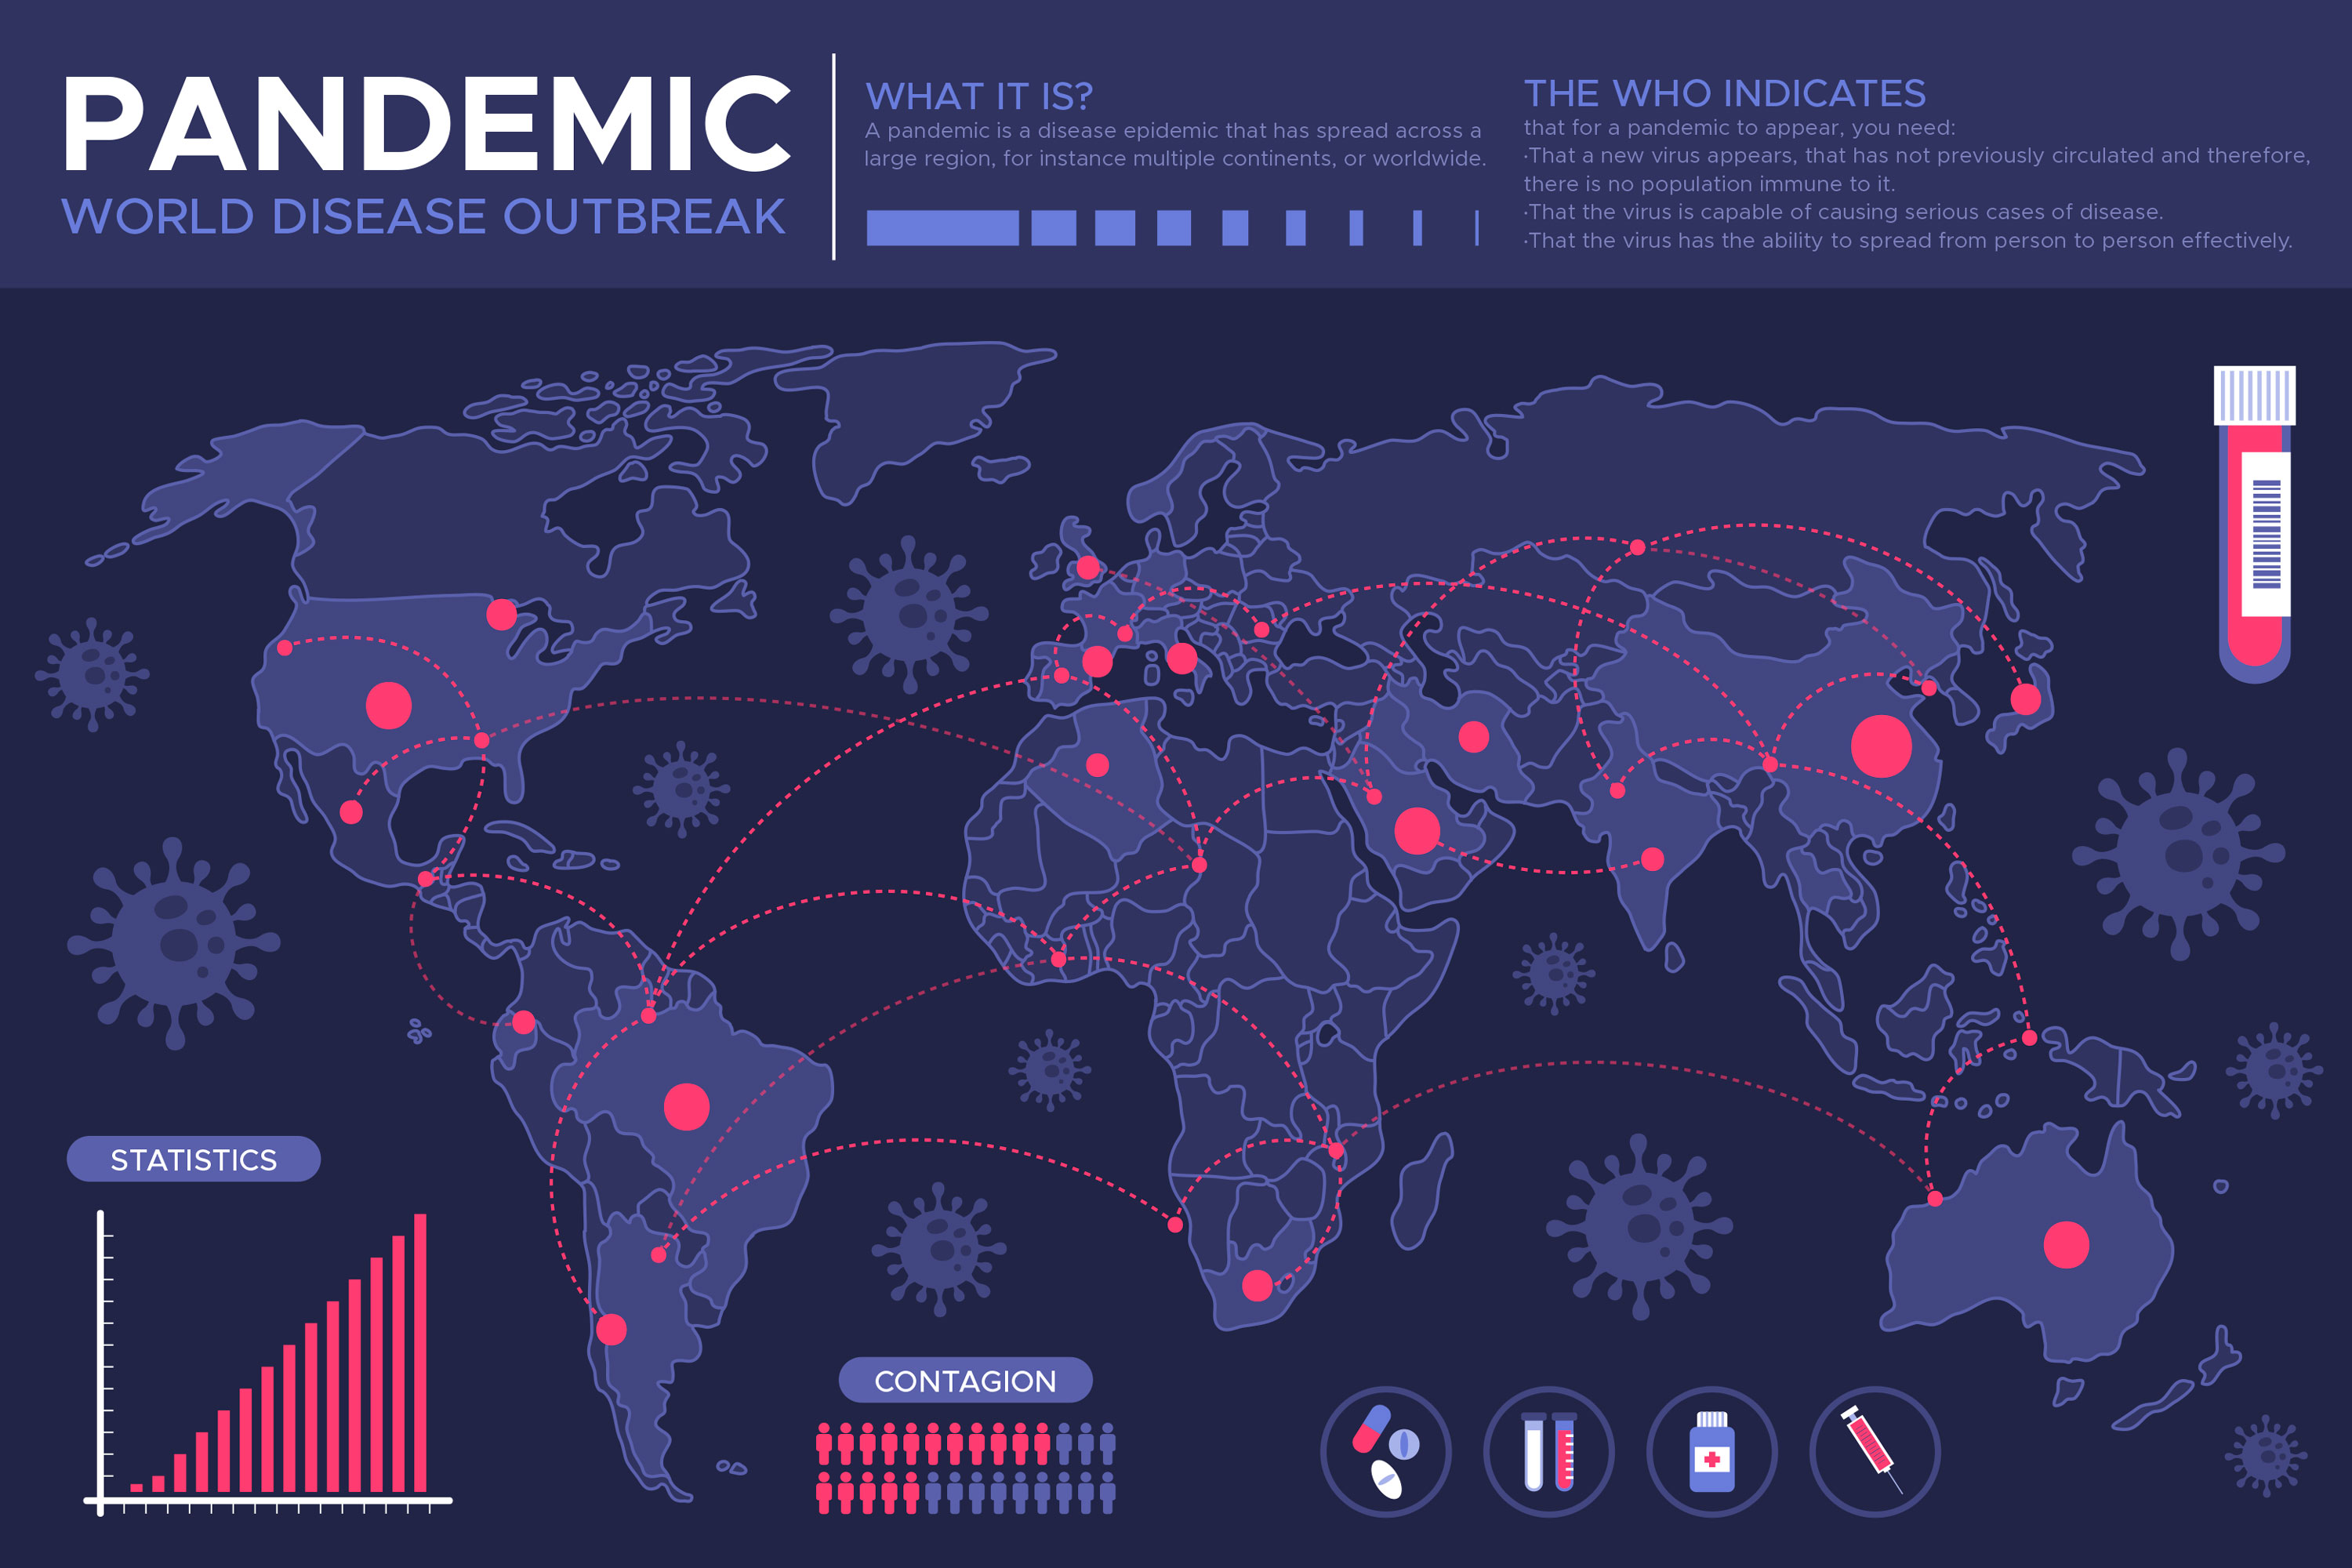 PANDEMIC
WORLD DISEASE OUTBREAK
WHAT IT IS?
A pandemic is a disease epidemic that has spread across a
large region, for instance multiple continents, or worldwide.
THE WHO INDICATES
that for a pandemic to appear, you need:
·That a new virus appears, that has not previously circulated and therefore,
there is no population immune to it.
·That the virus is capable of causing serious cases of disease.
·That the virus has the ability to spread from person to person effectively.
STATISTICS
CONTAGION